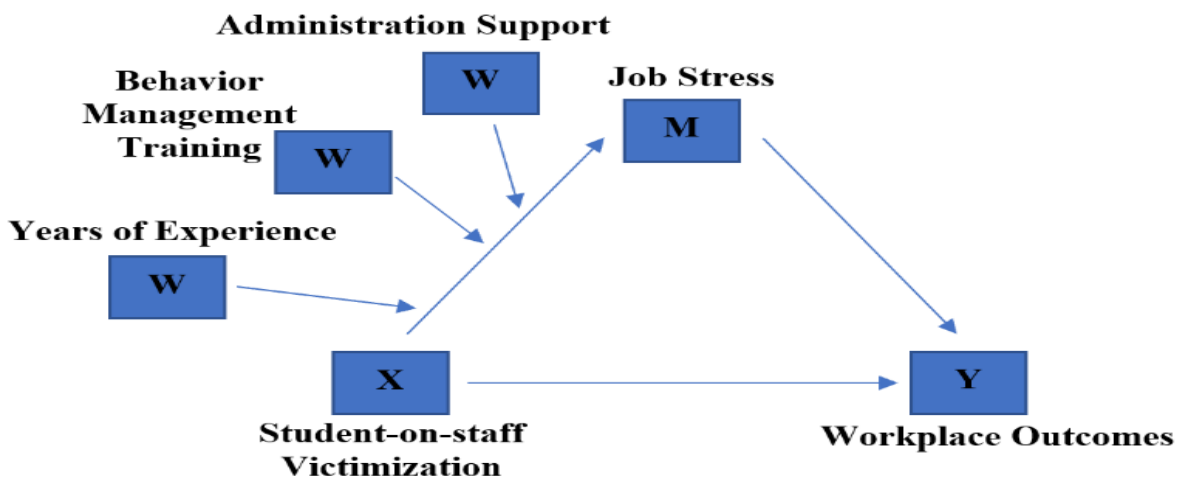 Administration Support
W
Job Stress
M
Behavior
Management
Training
W
Years of Experience
W
X
Student-on-staff
Victimization
Y
Workplace Outcomes